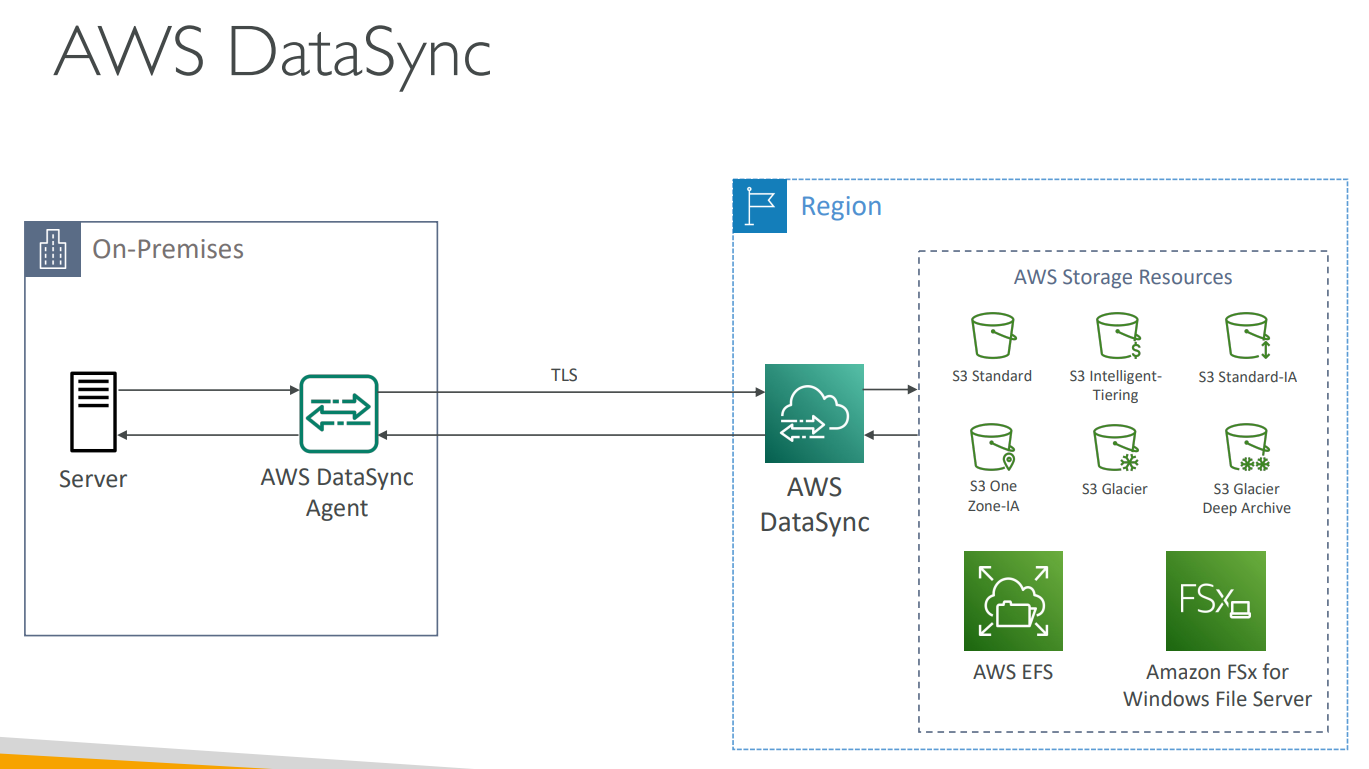 AWS DataSync
On-Premises
Server
AWS DataSync
Agent
TLS
Region
AWS
DataSync
AWS Storage Resources
S3 Standard
S3 Intelligent-
Tiering
S3 Standard-IA
S3 One
Zone-IA
S3 Glacier
S3 Glacier
Deep Archive
$
FSx
AWS EFS
Amazon FSx for
Windows File Server